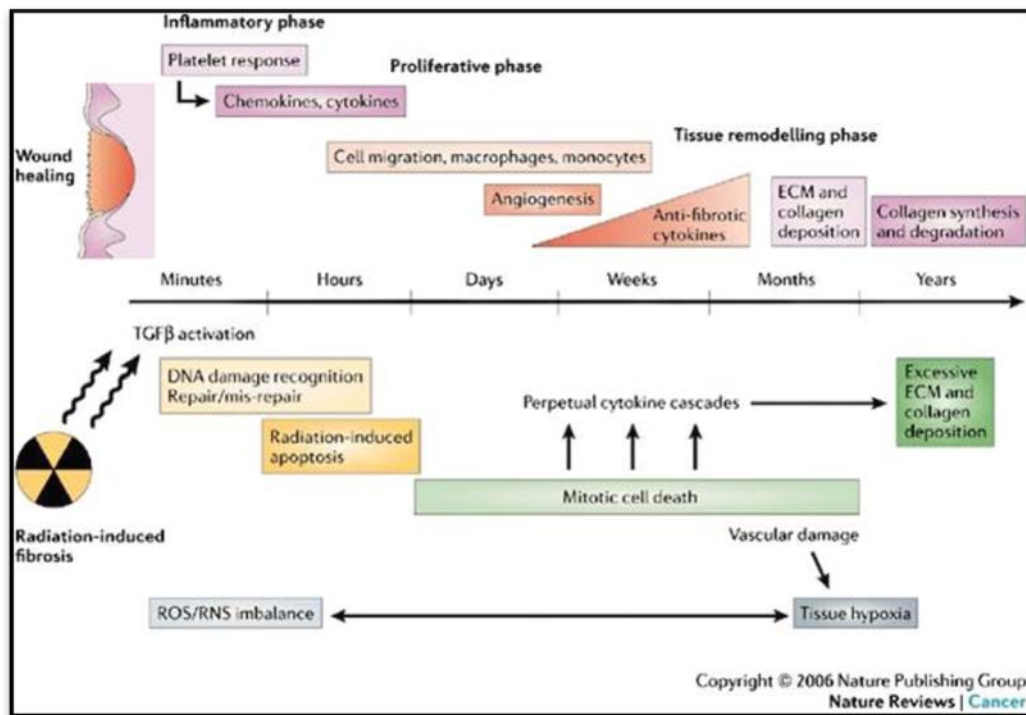 Inflammatory phase
Platelet response
Proliferative phase
Chemokines, cytokines
Tissue remodelling phase
Wound
healing
Cell migration, macrophages, monocytes
Angiogenesis
Anti-fibrotic
cytokines
ECM and
collagen
deposition
Collagen synthesis
and degradation
Minutes
Hours
Days
Weeks
Months
Years
TGFβ activation
DNA damage recognition
Repair/mis-repair
Radiation-induced
apoptosis
Perpetual cytokine cascades
Excessive
ECM and
collagen
deposition
Mitotic cell death
Radiation-induced
fibrosis
Vascular damage
ROS/RNS imbalance
Tissue hypoxia
Copyright © 2006 Nature Publishing Group
Nature Reviews | Cancer